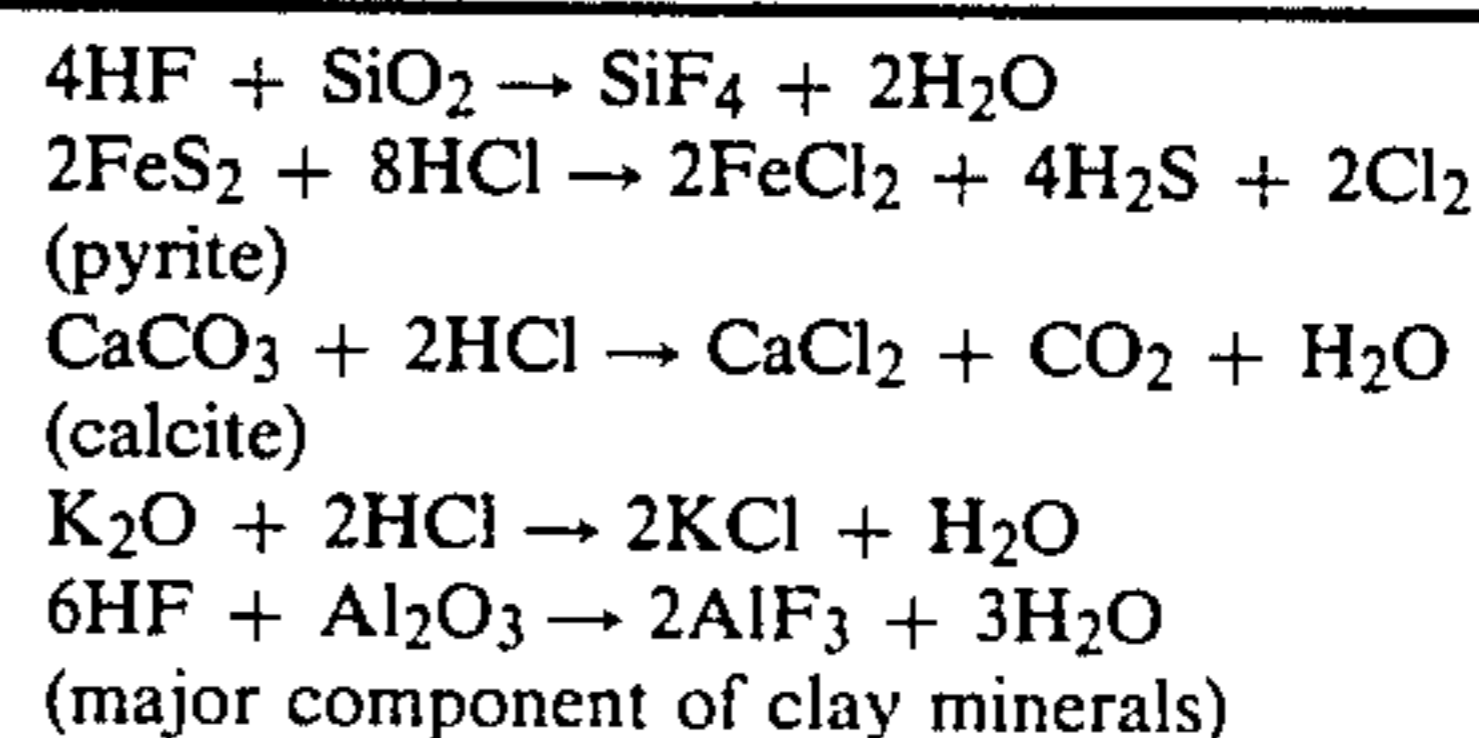 4HF + SiO₂ → SiF₄ + 2H₂O
2FeS₂ + 8HCl → 2FeCl₂ + 4H₂S + 2Cl₂
(pyrite)
CaCO₃ + 2HCl → CaCl₂ + CO₂ + H₂O
(calcite)
K₂O + 2HCl → 2KCl + H₂O
6HF + Al₂O₃ → 2AlF₃ + 3H₂O
(major component of clay minerals)